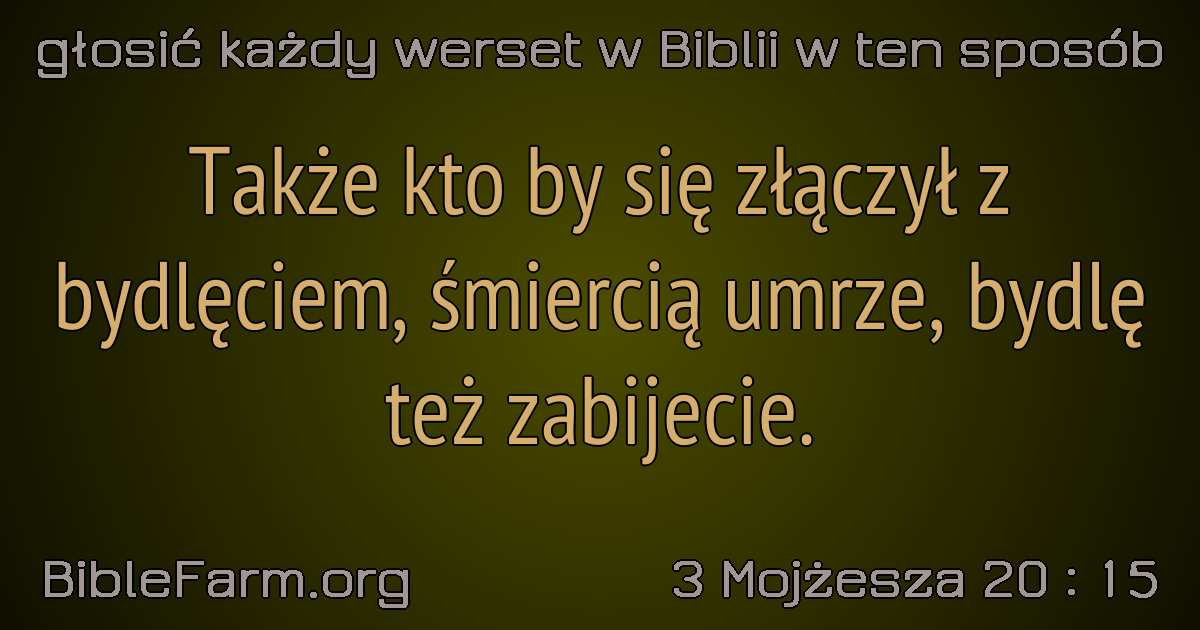 głosić każdy werset w Biblii w ten sposób
Także kto by się złączył z
bydlęciem, śmiercią umrze, bydlę
też zabijecie.
BibleFarm.org
3 Mojżesza 20 : 15